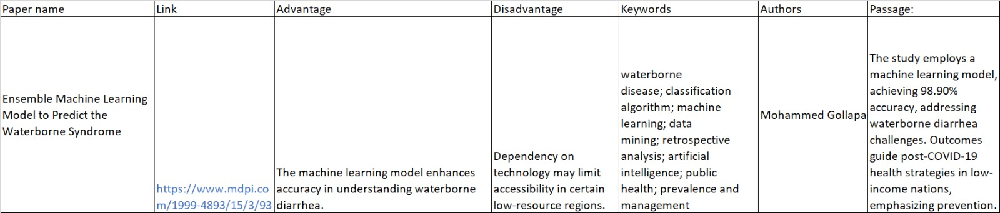 Paper name
Link
Advantage
Disadvantage
Keywords
Authors
Passage:
Ensemble Machine Learning
Model to Predict the
Waterborne Syndrome
https://www.mdpi.co
m/1999-4893/15/3/93
The machine learning model enhances
accuracy in understanding waterborne
diarrhea.
Dependency on
technology may limit
accessibility in certain
low-resource regions.
waterborne
disease; classification
algorithm; machine
learning; data
mining; retrospective
analysis; artificial
intelligence; public
health; prevalence and
management
Mohammed Gollapa
The study employs a
machine learning model,
achieving 98.90%
accuracy, addressing
waterborne diarrhea
challenges. Outcomes
guide post-COVID-19
health strategies in low-
income nations,
emphasizing prevention.